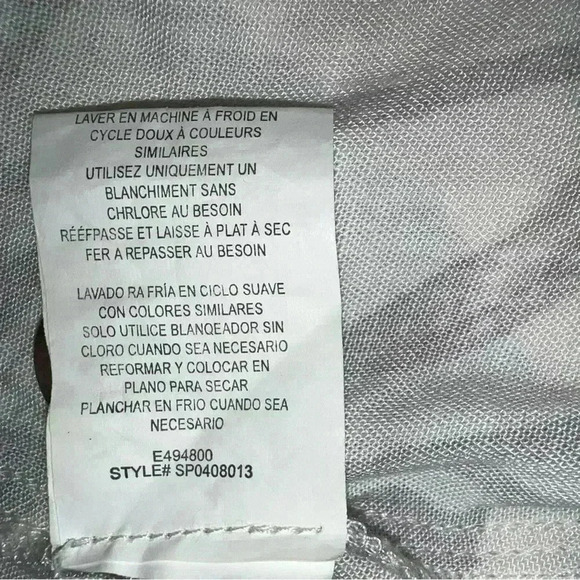 LAVER EN MACHINE À FROID EN
CYCLE DOUX À COULEURS
SIMILAIRES
UTILISEZ UNIQUEMENT UN
BLANCHIMENT SANS
CHRLORE AU BESOIN
RÉÉFPASSE ET LAISSE À PLAT À SEC
FER A REPASSER AU BESOIN
LAVADO RA FRÍA EN CICLO SUAVE
CON COLORES SIMILARES
SOLO UTILICE BLANQEADOR SIN
CLORO CUANDO SEA NECESARIO
REFORMAR Y COLOCAR EN
PLANO PARA SECAR
PLANCHAR EN FRIO CUANDO SEA
NECESARIO
E494800
STYLE# SP0408013